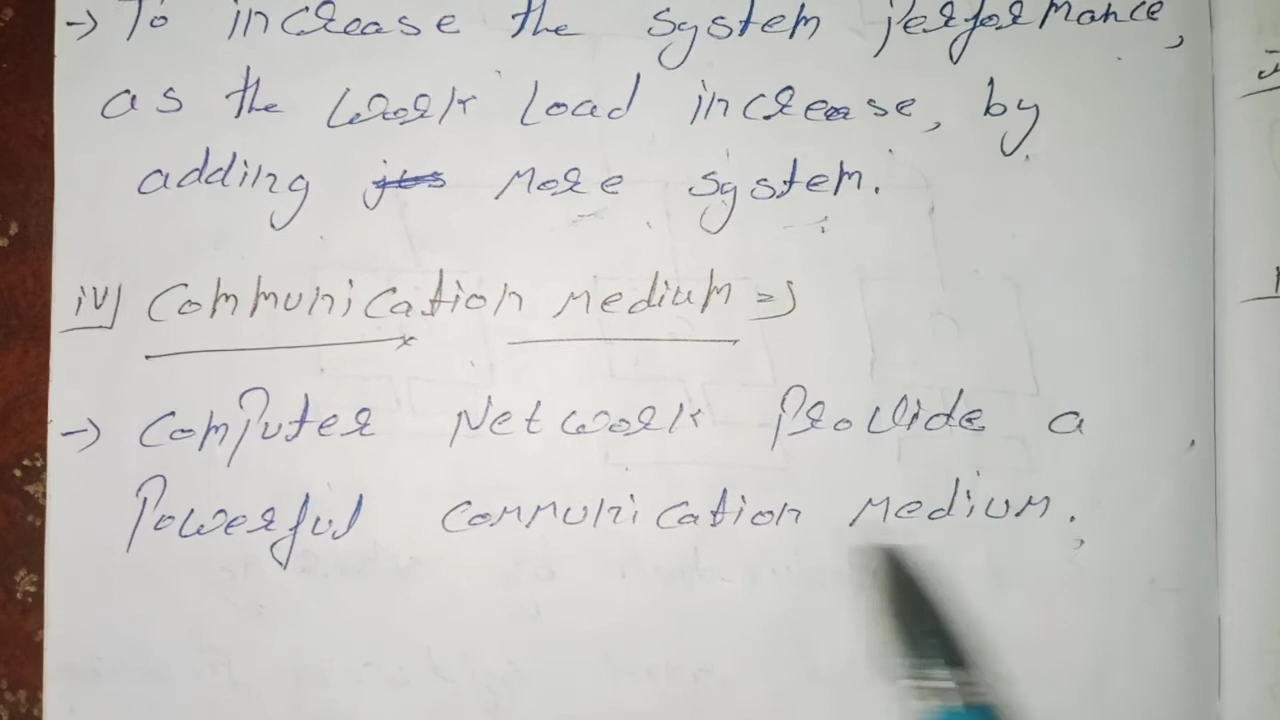 → To increase the system performance,
as the work load increase, by
adding more system.
iv) Communication medium =>
→ Computer Network Provide a
Powerful communication medium.